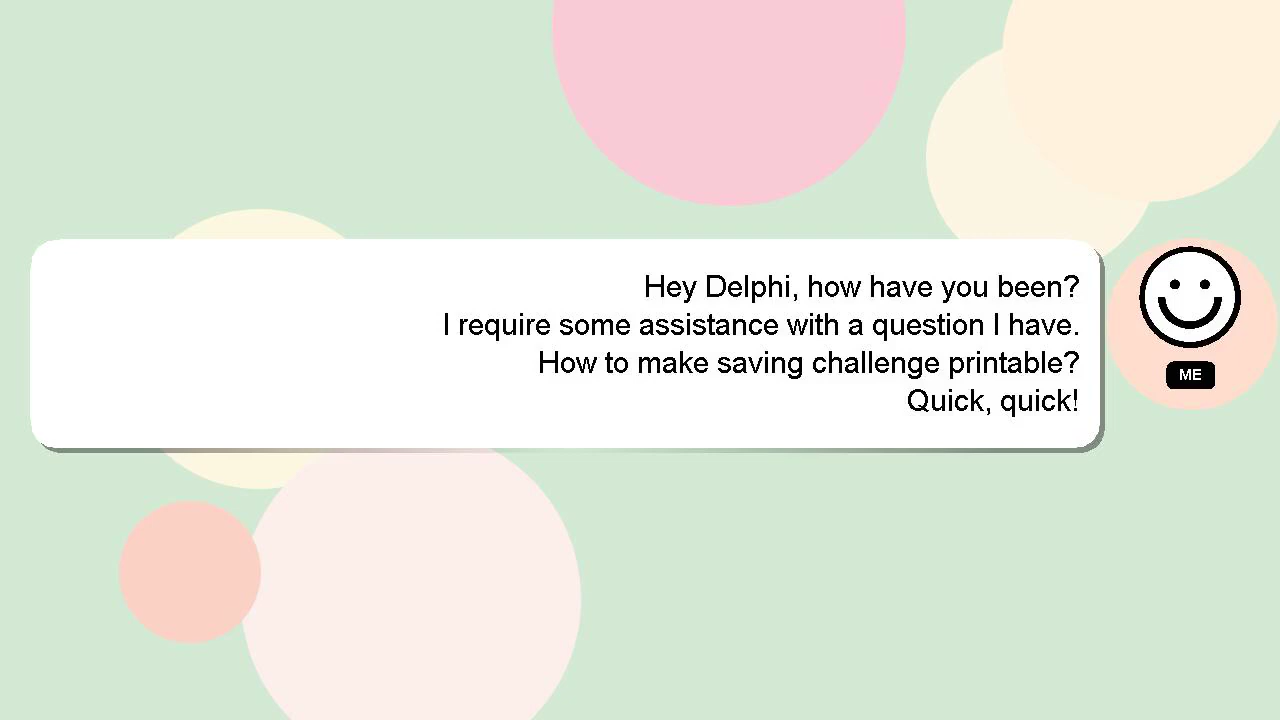 Hey Delphi, how have you been?
I require some assistance with a question I have.
How to make saving challenge printable?
Quick, quick!
ME